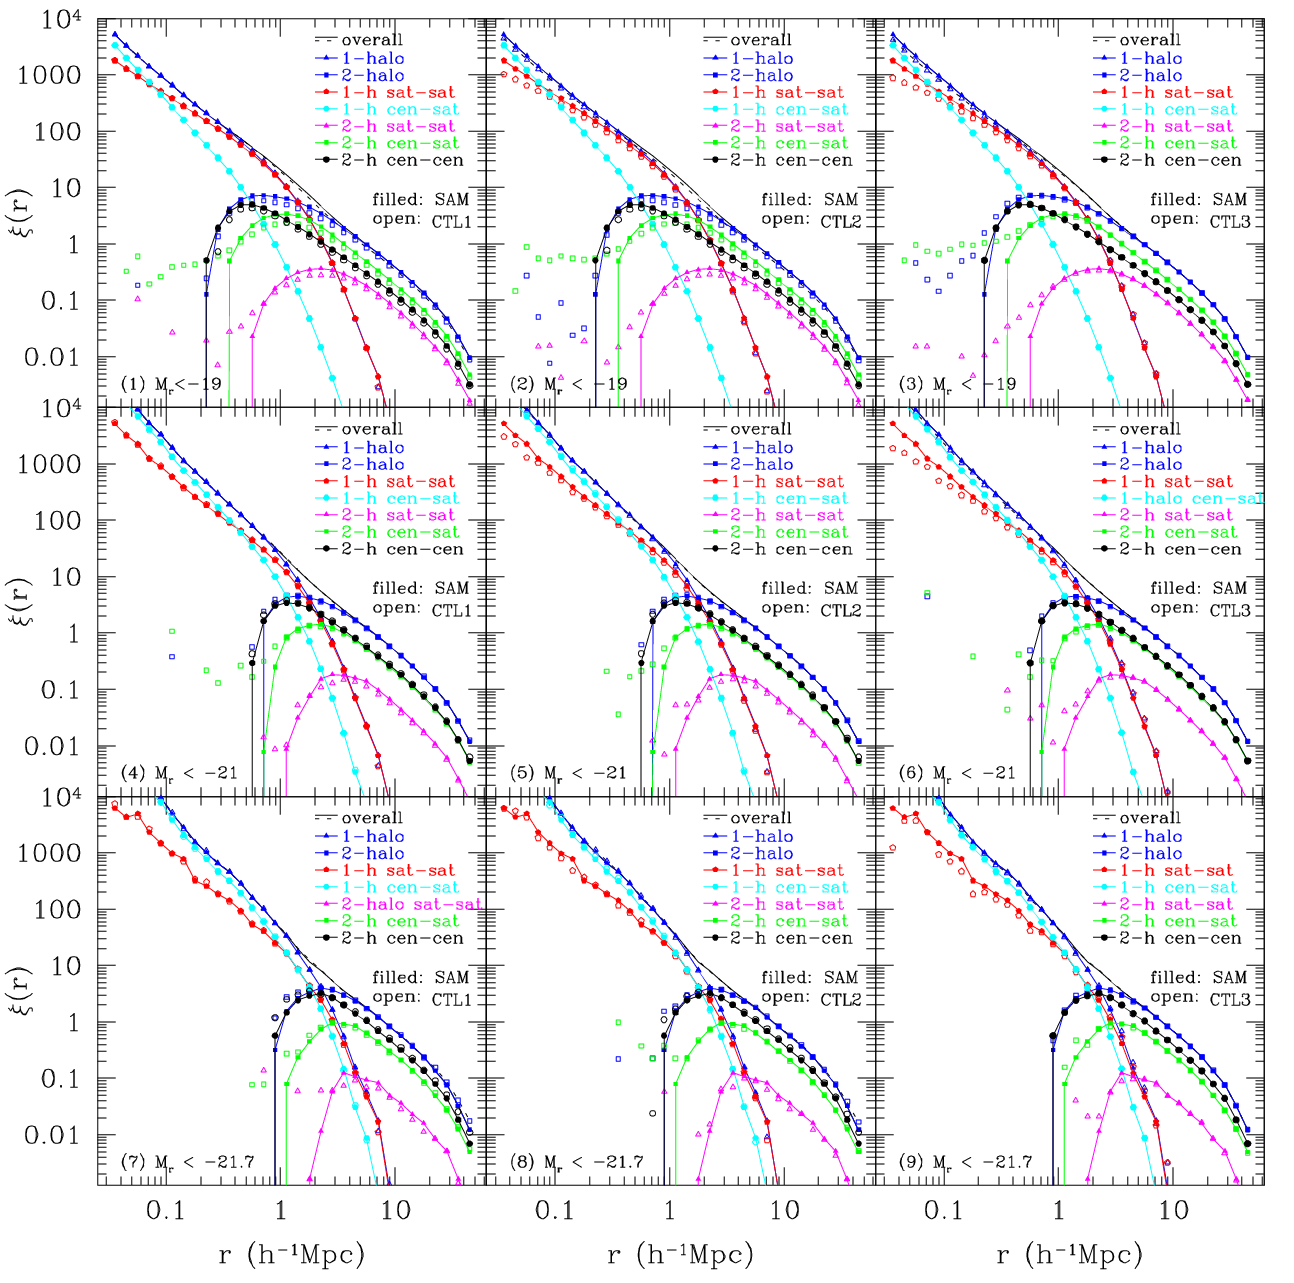 10⁴
1000
100
10
1
0.1
0.01
ξ(r)
overall
1-halo
2-halo
1-h sat-sat
1-h cen-sat
2-h sat-sat
2-h cen-sat
2-h cen-cen
filled: SAM
open: CTL1
(1) Mᵣ<-19
overall
1-halo
2-halo
1-h sat-sat
1-h cen-sat
2-h sat-sat
2-h cen-sat
2-h cen-cen
filled: SAM
open: CTL2
(2) Mᵣ < -19
overall
1-halo
2-halo
1-h sat-sat
1-h cen-sat
2-h sat-sat
2-h cen-sat
2-h cen-cen
filled: SAM
open: CTL3
(3) Mᵣ < -19
10⁴
1000
100
10
1
0.1
0.01
ξ(r)
overall
1-halo
2-halo
1-h sat-sat
1-h cen-sat
2-h sat-sat
2-h cen-sat
2-h cen-cen
filled: SAM
open: CTL1
(4) Mᵣ < -21
overall
1-halo
2-halo
1-h sat-sat
1-h cen-sat
2-h sat-sat
2-h cen-sat
2-h cen-cen
filled: SAM
open: CTL2
(5) Mᵣ < -21
overall
1-halo
2-halo
1-h sat-sat
1-halo cen-sat
2-h sat-sat
2-h cen-sat
2-h cen-cen
filled: SAM
open: CTL3
(6) Mᵣ < -21
10⁴
1000
100
10
1
0.1
0.01
ξ(r)
overall
1-halo
2-halo
1-h sat-sat
1-h cen-sat
2-halo sat-sat
2-h cen-sat
2-h cen-cen
filled: SAM
open: CTL1
(7) Mᵣ < -21.7
overall
1-halo
2-halo
1-h sat-sat
1-h cen-sat
2-h sat-sat
2-h cen-sat
2-h cen-cen
filled: SAM
open: CTL2
(8) Mᵣ < -21.7
overall
1-halo
2-halo
1-h sat-sat
1-h cen-sat
2-h sat-sat
2-h cen-sat
2-h cen-cen
filled: SAM
open: CTL3
(9) Mᵣ < -21.7
0.1 1 10
0.1 1 10
0.1 1 10
r (h⁻¹Mpc)
r (h⁻¹Mpc)
r (h⁻¹Mpc)